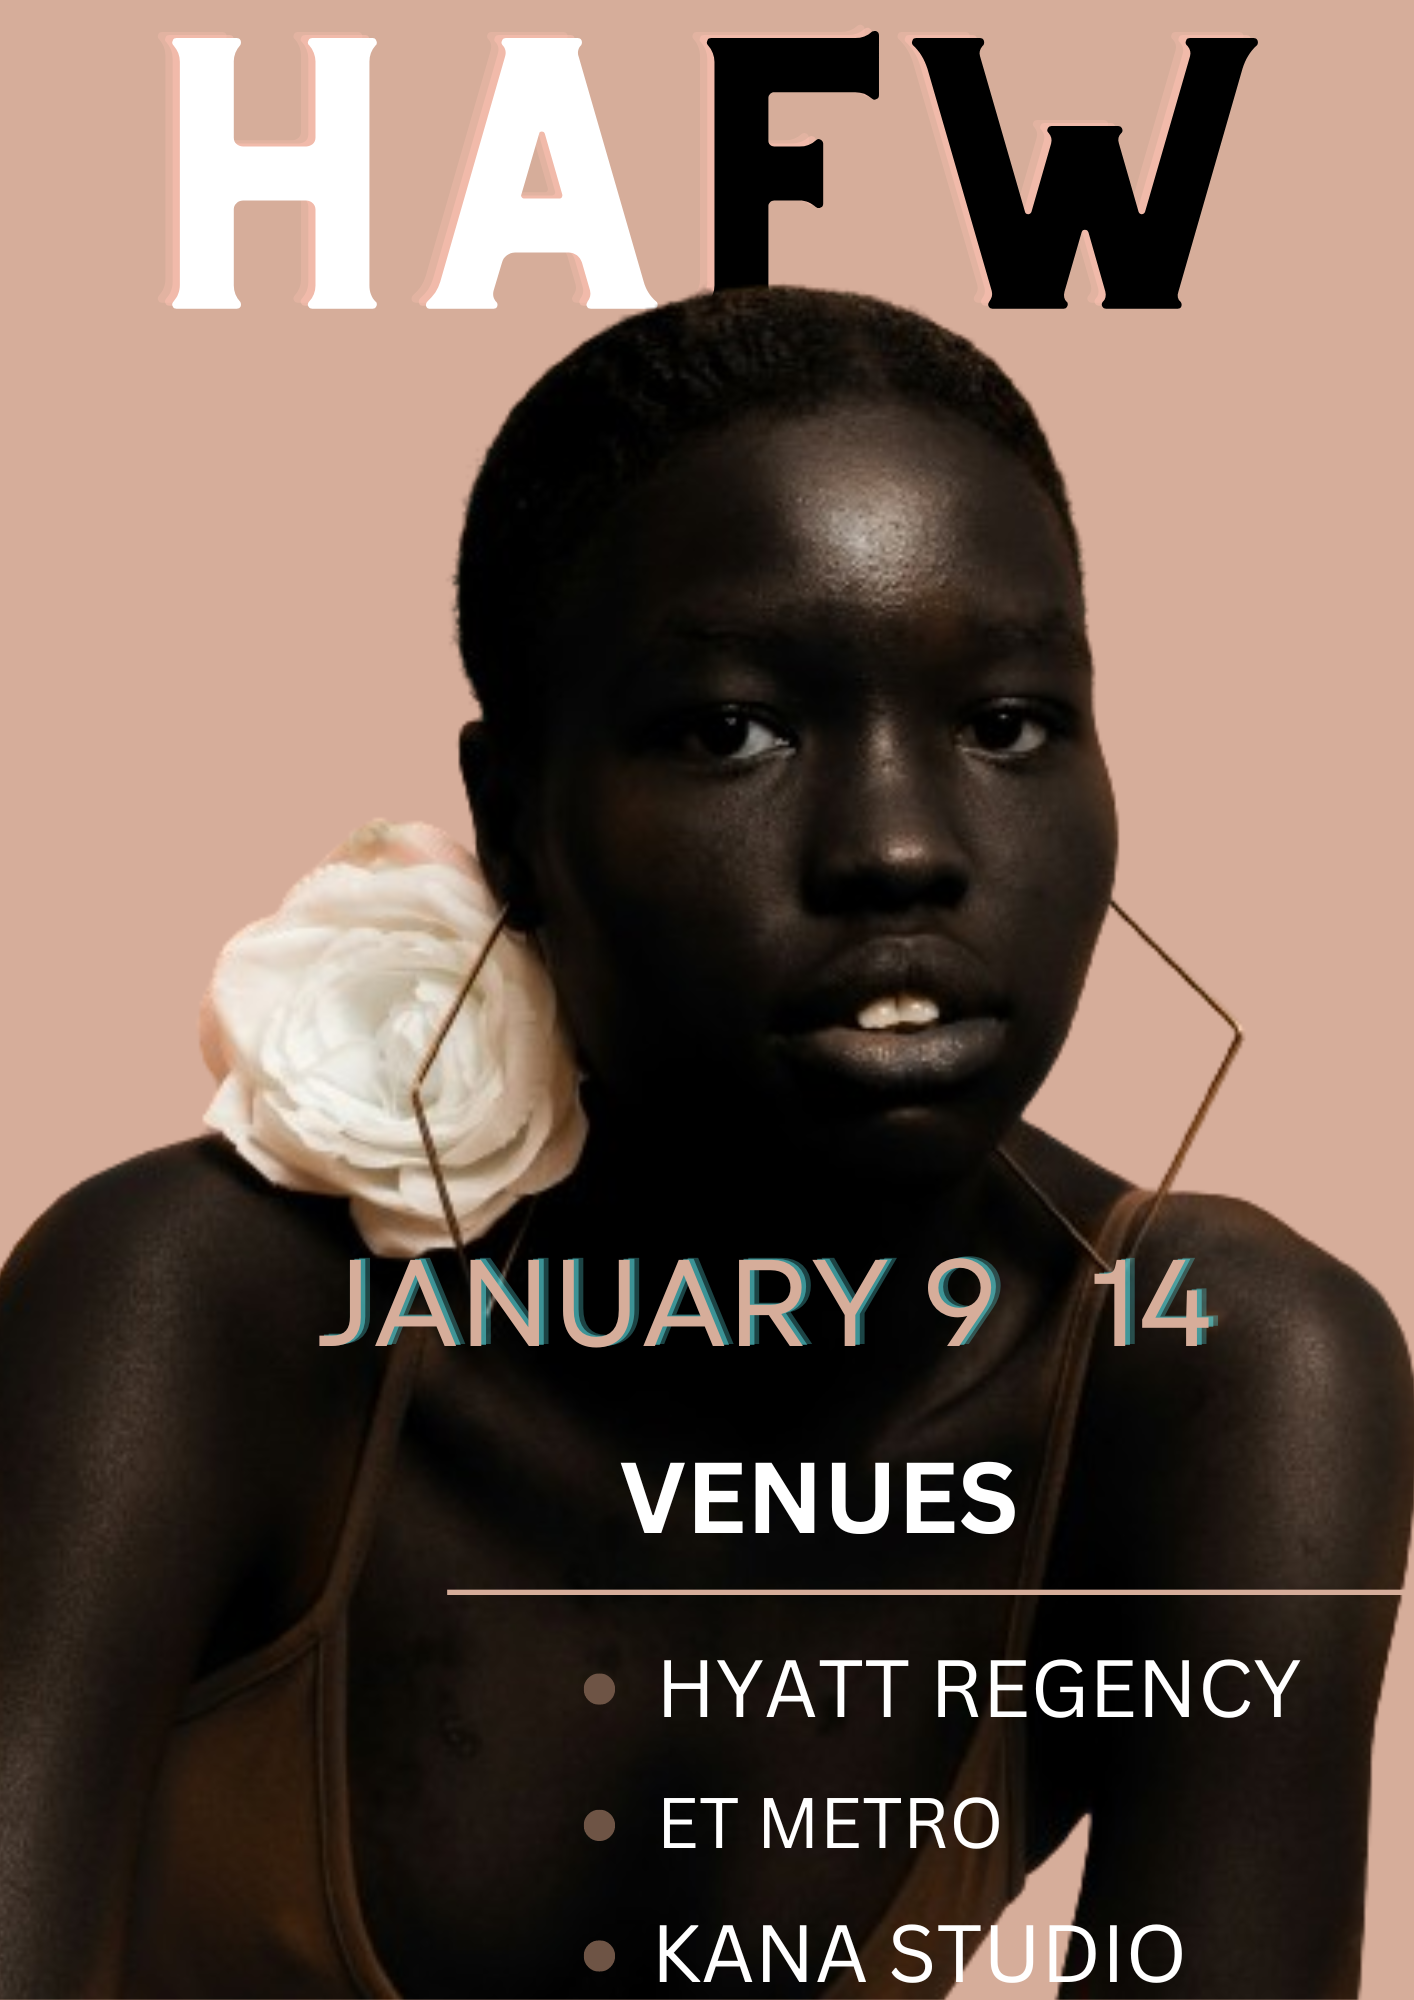 HAFW
JANUARY 9 14
VENUES
HYATT REGENCY
ET METRO
KANA STUDIO